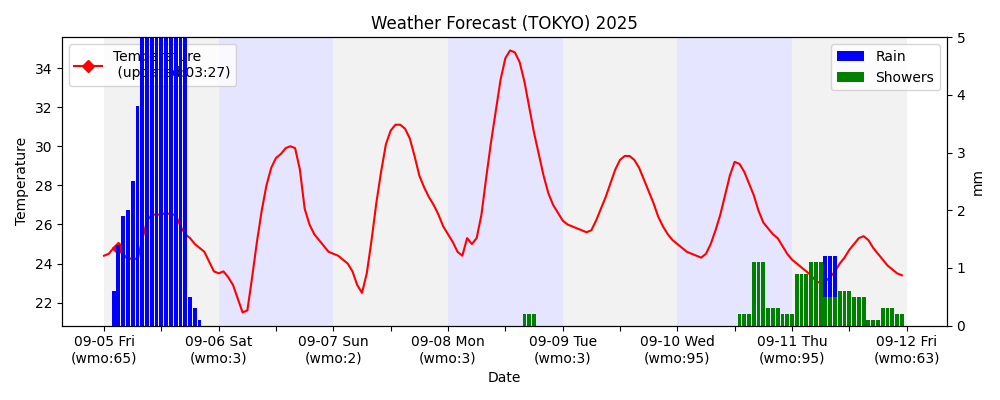 Weather Forecast (TOKYO) 2025
Temperature
(updated:03:27)
Rain
Showers
Temperature
34
32
30
28
26
24
22
5
4
3
2
1
0
mm
09-05 Fri
(wmo:65)
09-06 Sat
(wmo:3)
09-07 Sun
(wmo:2)
09-08 Mon
(wmo:3)
09-09 Tue
(wmo:3)
09-10 Wed
(wmo:95)
09-11 Thu
(wmo:95)
09-12 Fri
(wmo:63)
Date